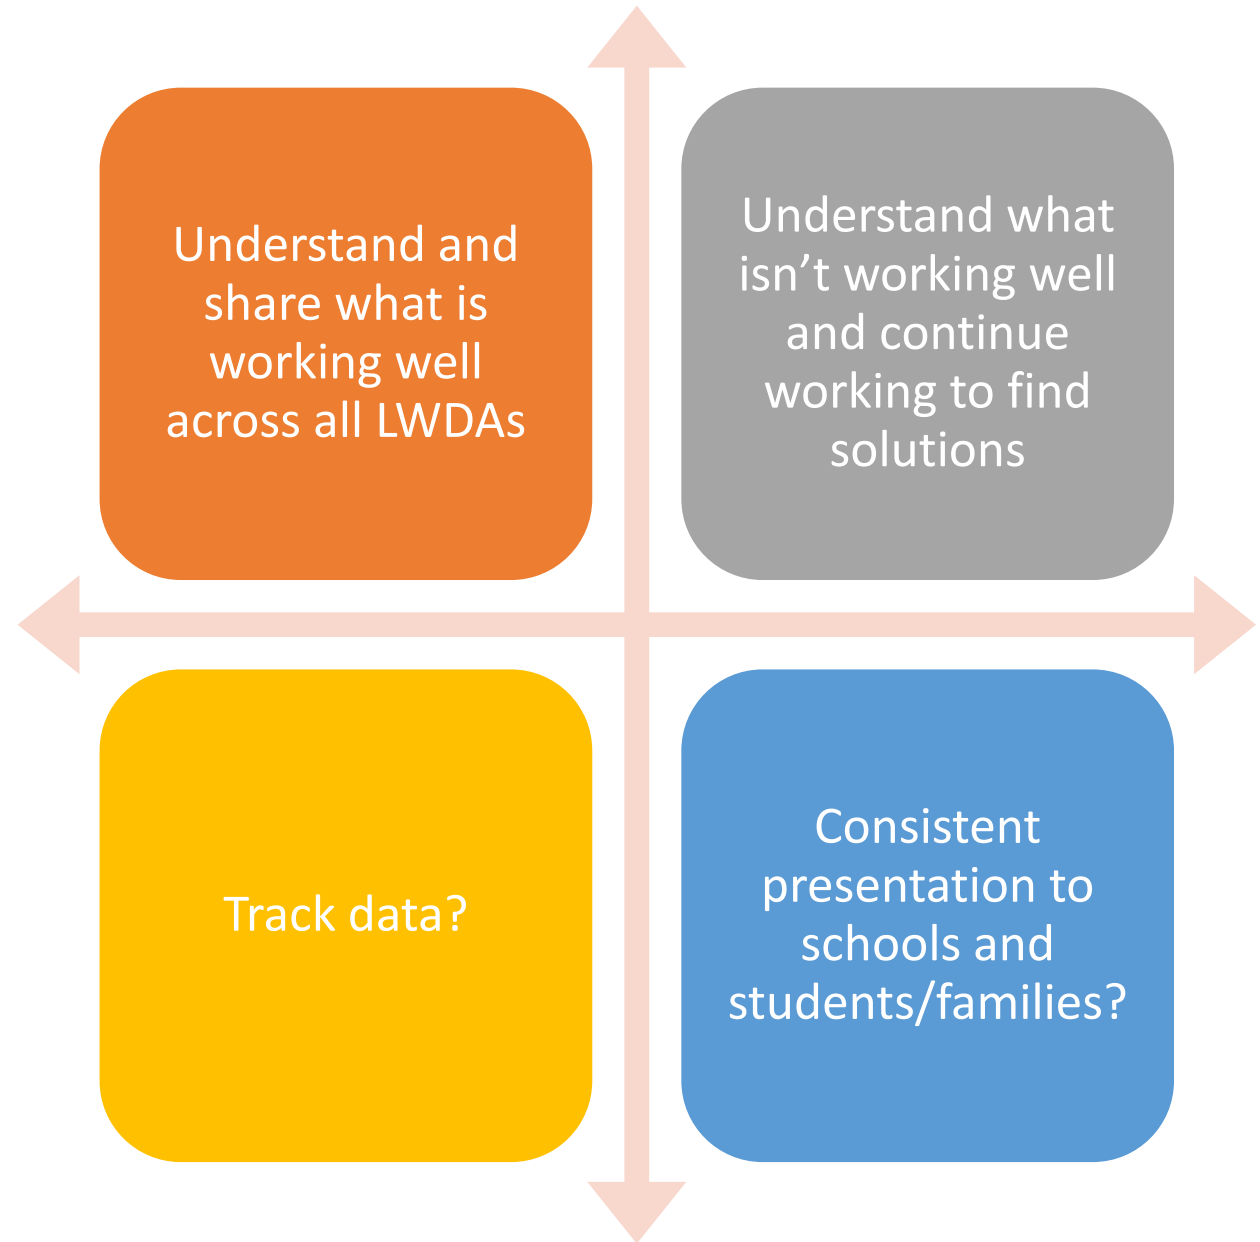 Understand and
share what is
working well
across all LWDAs
Understand what
isn’t working well
and continue
working to find
solutions
Track data?
Consistent
presentation to
schools and
students/families?